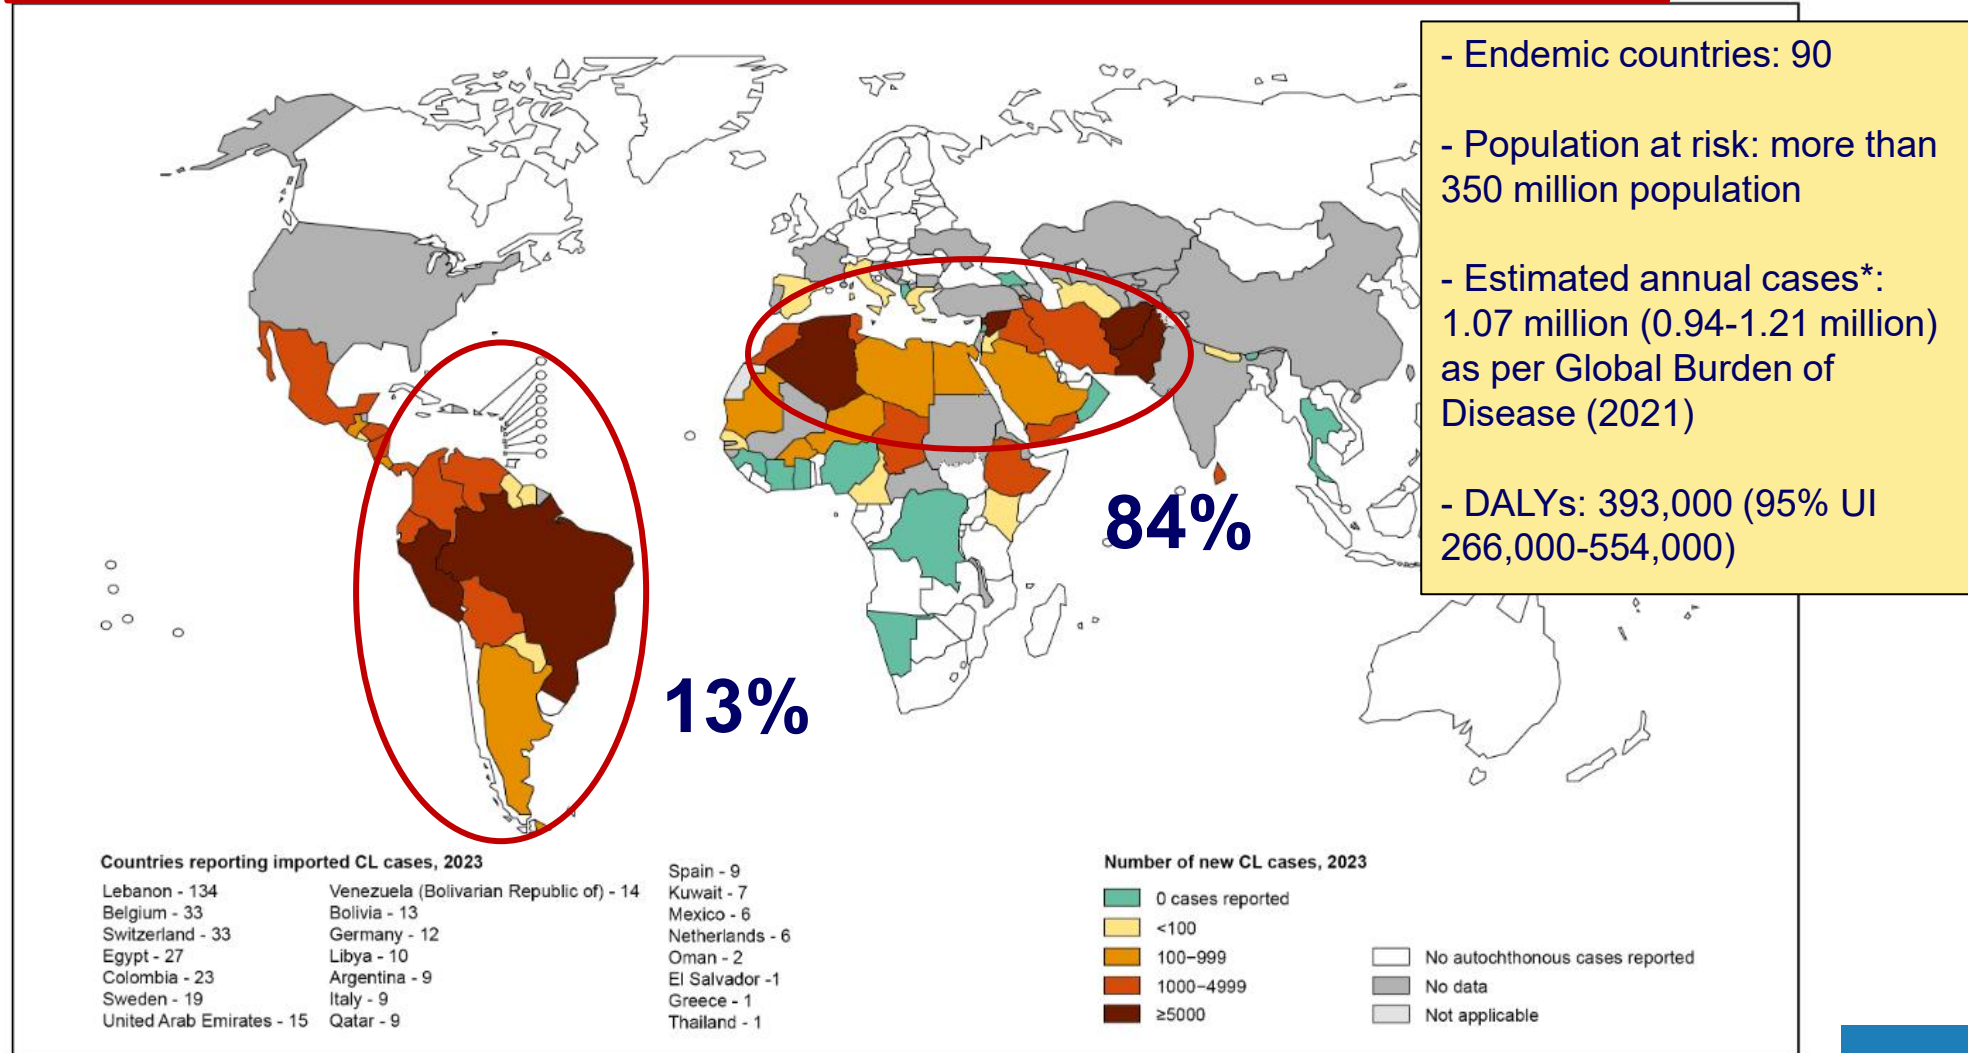 - Endemic countries: 90
- Population at risk: more than
350 million population
- Estimated annual cases*:
1.07 million (0.94-1.21 million)
as per Global Burden of
Disease (2021)
- DALYs: 393,000 (95% UI
266,000-554,000)
84%
13%
Countries reporting imported CL cases, 2023
Lebanon - 134
Belgium - 33
Switzerland - 33
Egypt - 27
Colombia - 23
Sweden - 19
United Arab Emirates - 15
Venezuela (Bolivarian Republic of) - 14
Bolivia - 13
Germany - 12
Libya - 10
Argentina - 9
Italy - 9
Qatar - 9
Spain - 9
Kuwait - 7
Mexico - 6
Netherlands - 6
Oman - 2
El Salvador -1
Greece - 1
Thailand - 1
Number of new CL cases, 2023
0 cases reported
<100
100–999
1000–4999
≥5000
No autochthonous cases reported
No data
Not applicable